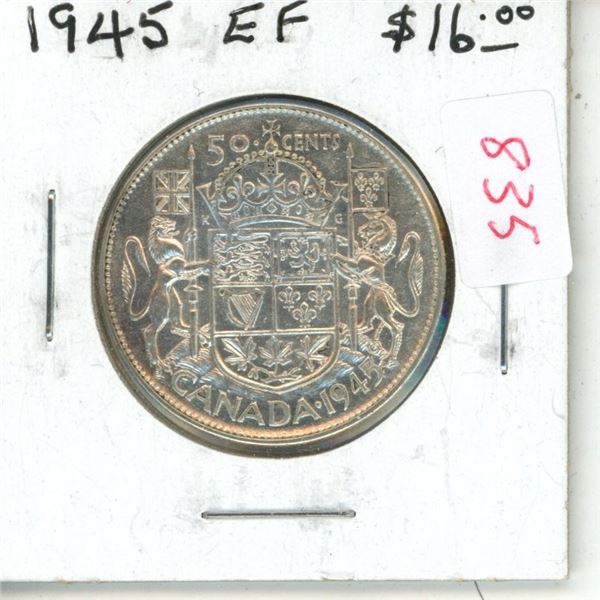 1945 EF $16.00
835
50 · CENTS
K G
CANADA · 1945